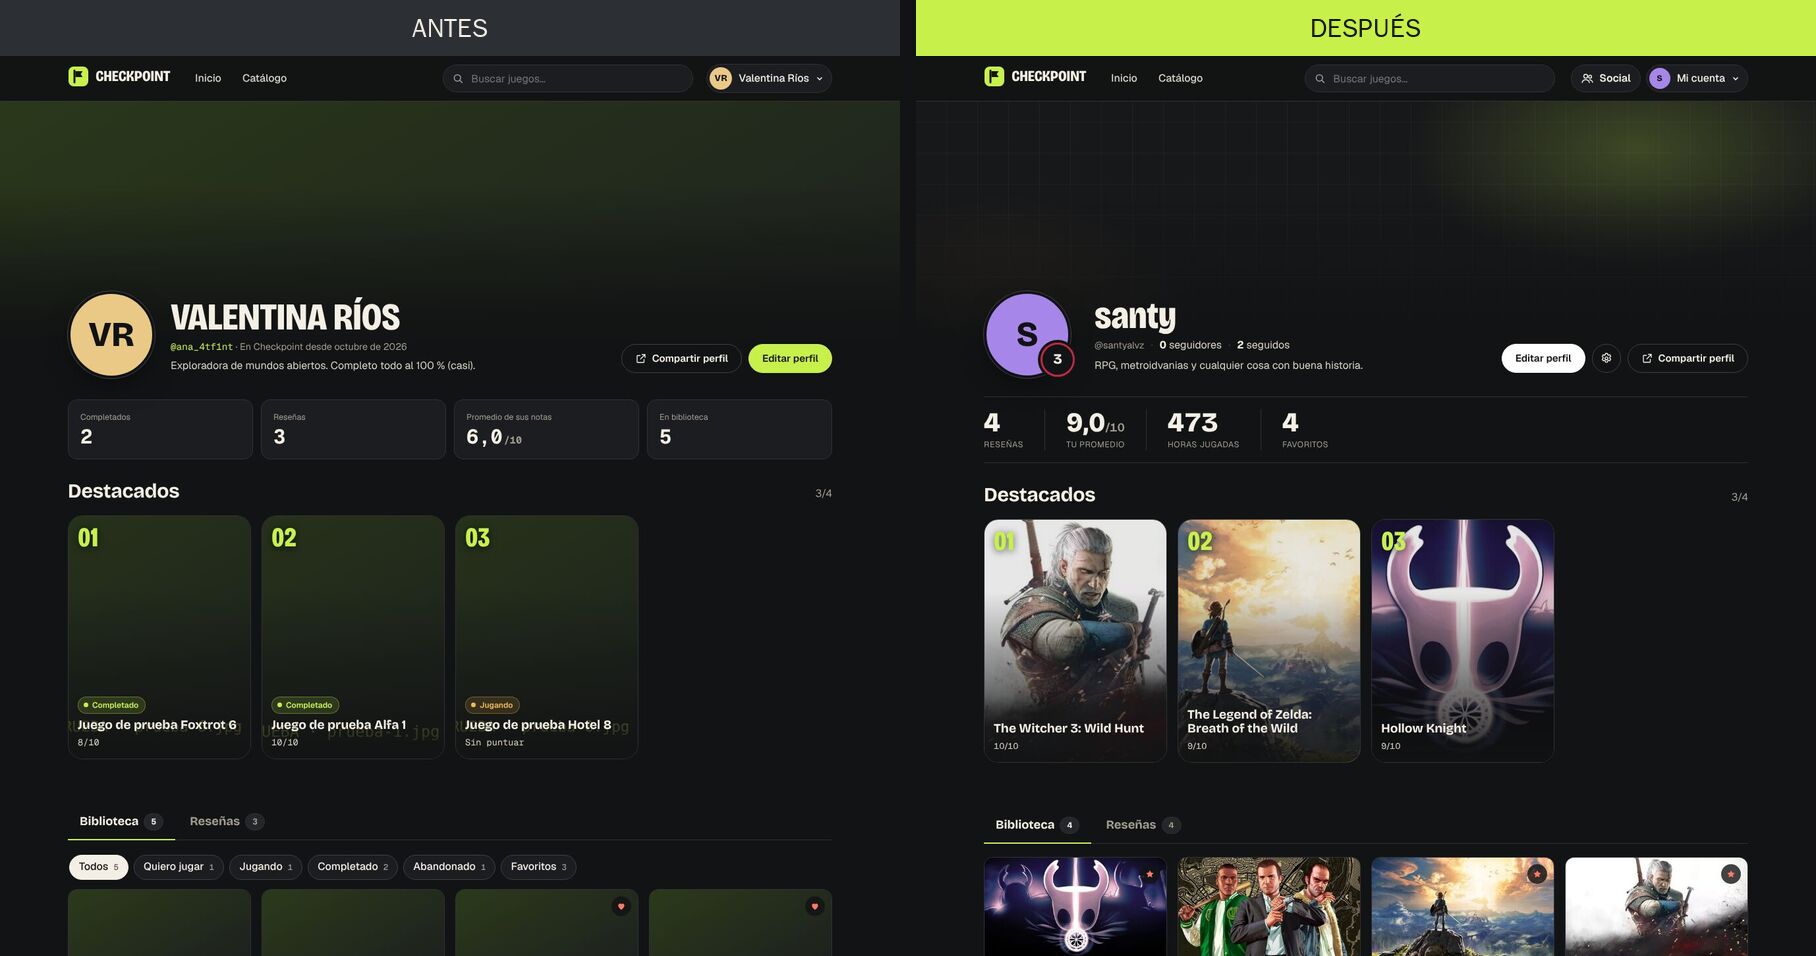 ANTES
CHECKPOINT
Inicio
Catálogo
Buscar juegos...
VR
Valentina Ríos
VR
VALENTINA RÍOS
@ana_4tf1nt · En Checkpoint desde octubre de 2026
Exploradora de mundos abiertos. Completo todo al 100 % (casi).
Compartir perfil
Editar perfil
Completados
2
Reseñas
3
Promedio de sus notas
6,0/10
En biblioteca
5
Destacados
3/4
01
Completado
Juego de prueba Foxtrot 6
8/10
02
Completado
Juego de prueba Alfa 1
prueba-1.jpg
10/10
03
Jugando
Juego de prueba Hotel 8
Sin puntuar
Biblioteca 5
Reseñas 3
Todos 5
Quiero jugar 1
Jugando 1
Completado 2
Abandonado 1
Favoritos 3
DESPUÉS
CHECKPOINT
Inicio
Catálogo
Buscar juegos...
Social
S
Mi cuenta
S
3
santy
@santyalvz · 0 seguidores · 2 seguidos
RPG, metroidvanias y cualquier cosa con buena historia.
Editar perfil
Compartir perfil
4
RESEÑAS
9,0/10
TU PROMEDIO
473
HORAS JUGADAS
4
FAVORITOS
Destacados
3/4
01
The Witcher 3: Wild Hunt
10/10
02
The Legend of Zelda:
Breath of the Wild
9/10
03
Hollow Knight
9/10
Biblioteca 4
Reseñas 4